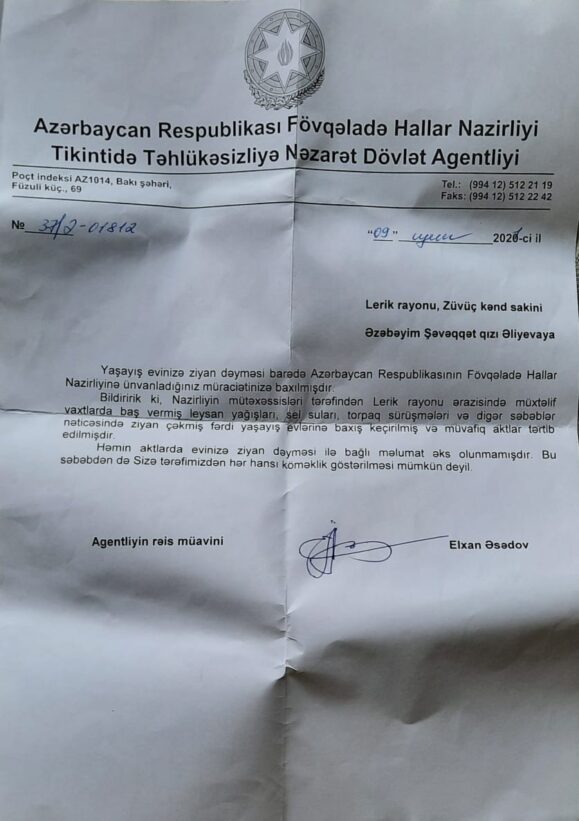 Azərbaycan Respublikası Fövqəladə Hallar Nazirliyi
Tikintidə Təhlükəsizliyə Nəzarət Dövlət Agentliyi
Poçt indeksi AZ1014, Bakı şəhəri,
Füzuli küç., 69
Tel.: (994 12) 512 21 19
Faks: (994 12) 512 22 42
№ 37/2-01812
"09" 202 -ci il
Lerik rayonu, Züvüç kənd sakini
Əzəbəyim Şəvəqqət qızı Əliyevaya
Yaşayış evinizə ziyan dəyməsi barədə Azərbaycan Respublikasının Fövqəladə Hallar
Nazirliyinə ünvanladığınız müraciətinizə baxılmışdır.
Bildiririk ki, Nazirliyin mütəxəssisləri tərəfindən Lerik rayonu ərazisində müxtəlif
vaxtlarda baş vermiş leysan yağışları, sel suları, torpaq sürüşmələri və digər səbəblər
nəticəsində ziyan çəkmiş fərdi yaşayış evlərinə baxış keçirilmiş və müvafiq aktlar tərtib
edilmişdir.
Həmin aktlarda evinizə ziyan dəyməsi ilə bağlı məlumat əks olunmamışdır. Bu
səbəbdən də Sizə tərəfimizdən hər hansı köməklik göstərilməsi mümkün deyil.
Agentliyin rəis müavini
Elxan Əsədov